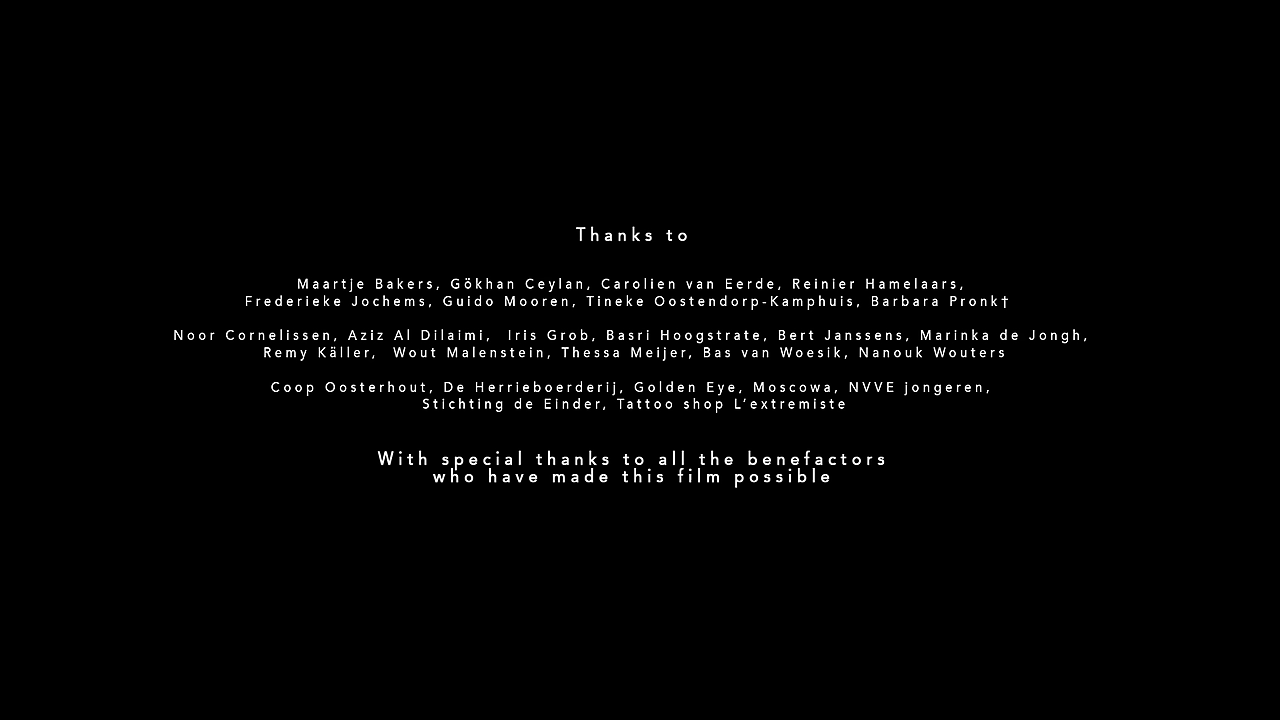 Thanks to
Maartje Bakers, Gökhan Ceylan, Carolien van Eerde, Reinier Hamelaars,
Frederieke Jochems, Guido Mooren, Tineke Oostendorp-Kamphuis, Barbara Pronk†
Noor Cornelissen, Aziz Al Dilaimi, Iris Grob, Basri Hoogstrate, Bert Janssens, Marinka de Jongh,
Remy Käller, Wout Malenstein, Thessa Meijer, Bas van Woesik, Nanouk Wouters
Coop Oosterhout, De Herrieboerderij, Golden Eye, Moscowa, NVVE jongeren,
Stichting de Einder, Tattoo shop L’extremiste
With special thanks to all the benefactors
who have made this film possible